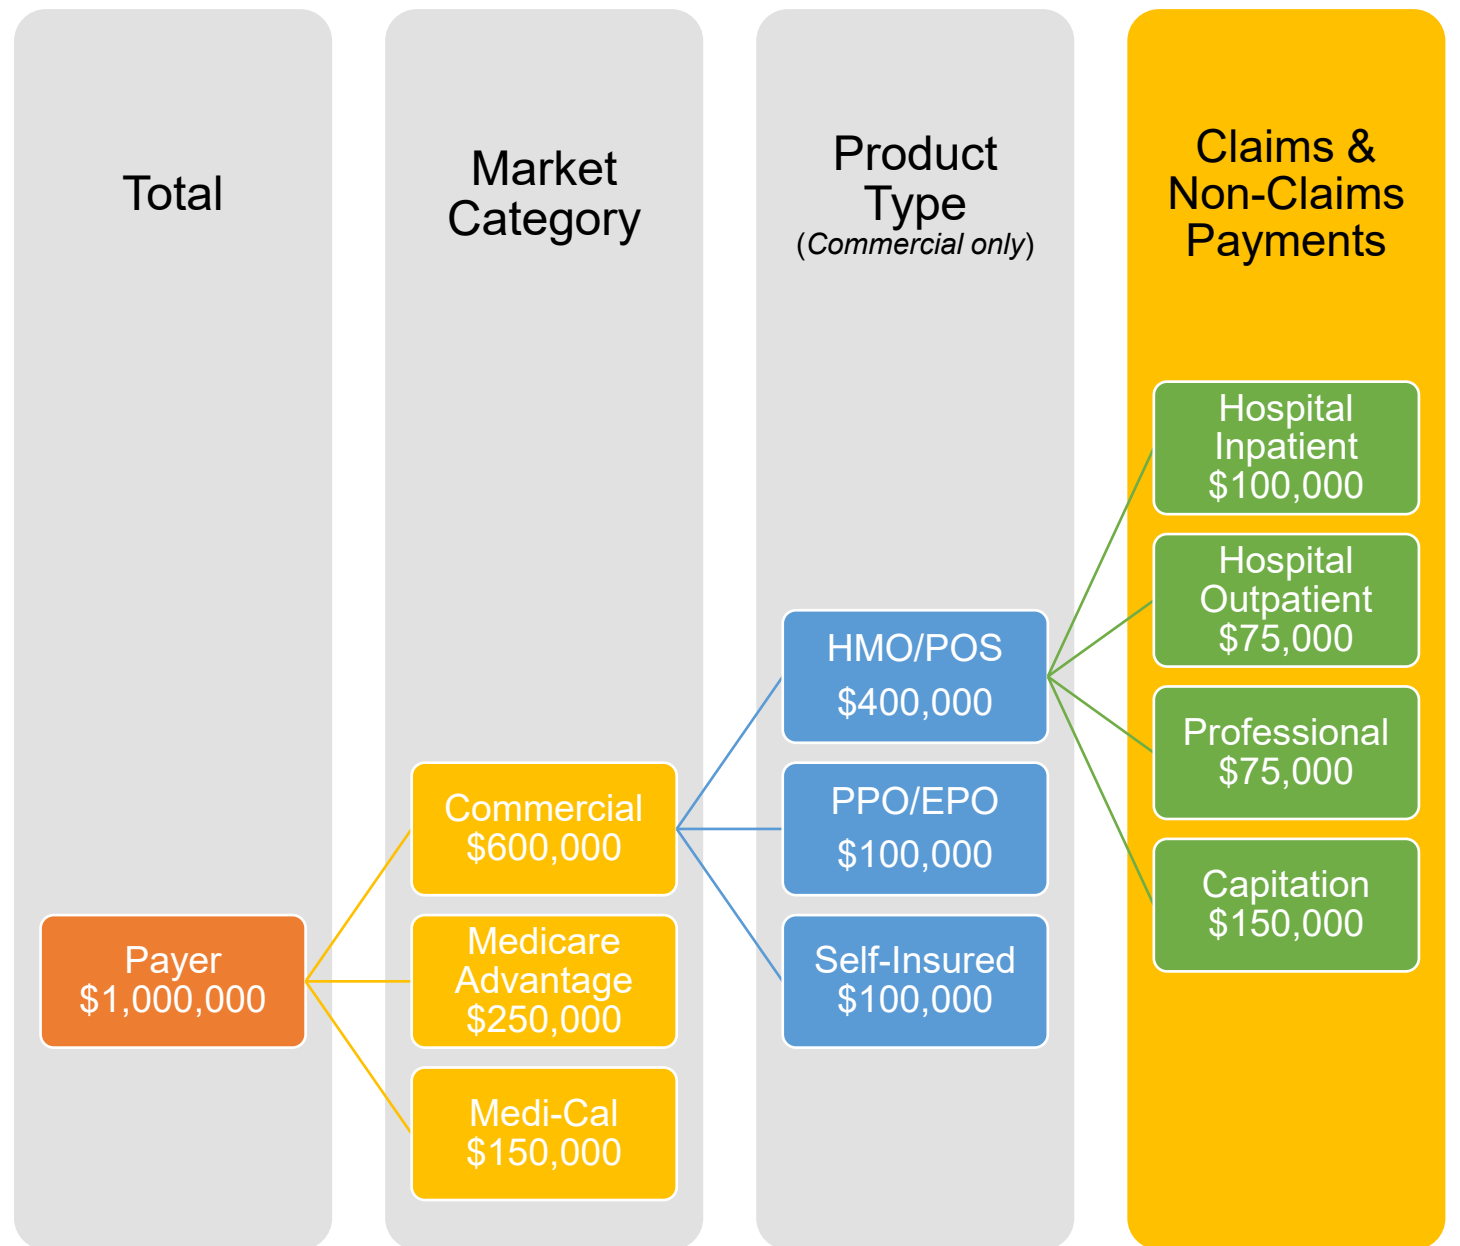 Total
Market
Category
Product
Type
(Commercial only)
Claims &
Non-Claims
Payments
Payer
$1,000,000
Commercial
$600,000
Medicare
Advantage
$250,000
Medi-Cal
$150,000
HMO/POS
$400,000
PPO/EPO
$100,000
Self-Insured
$100,000
Hospital
Inpatient
$100,000
Hospital
Outpatient
$75,000
Professional
$75,000
Capitation
$150,000